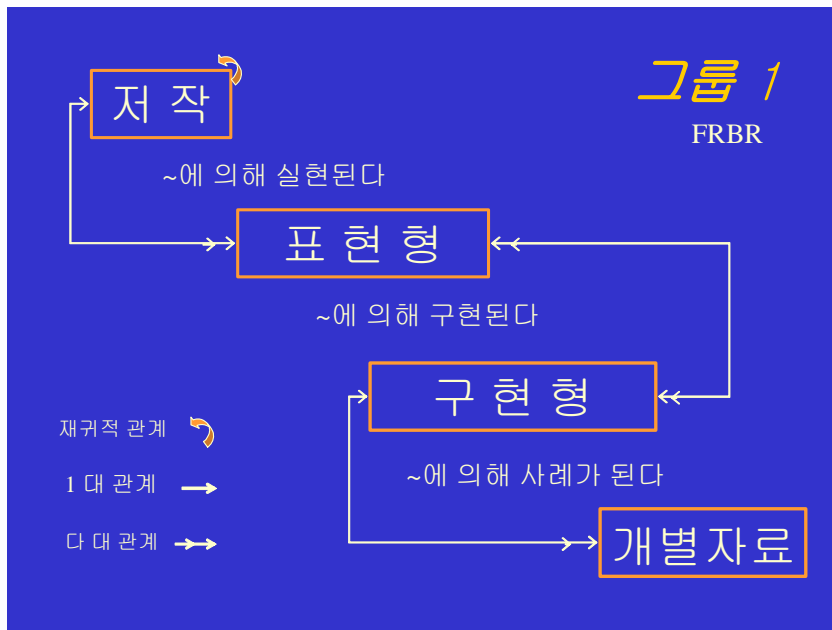 그룹 1
FRBR
저 작
~에 의해 실현된다
표 현 형
~에 의해 구현된다
구 현 형
~에 의해 사례가 된다
개별자료
재귀적 관계
1 대 관계
다 대 관계